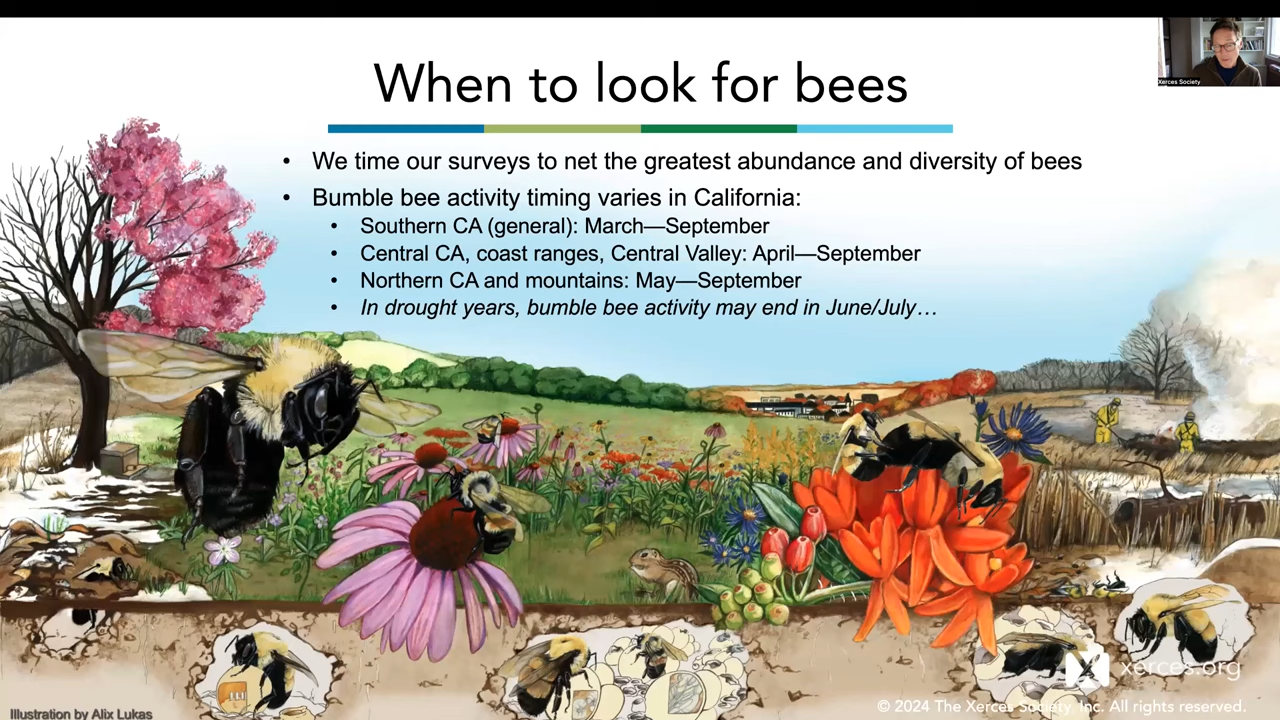 Xerces Society
When to look for bees
• We time our surveys to net the greatest abundance and diversity of bees
• Bumble bee activity timing varies in California:
• Southern CA (general): March—September
• Central CA, coast ranges, Central Valley: April—September
• Northern CA and mountains: May—September
• In drought years, bumble bee activity may end in June/July…
xerces.org
© 2024 The Xerces Society, Inc. All rights reserved.
Illustration by Alix Lukas